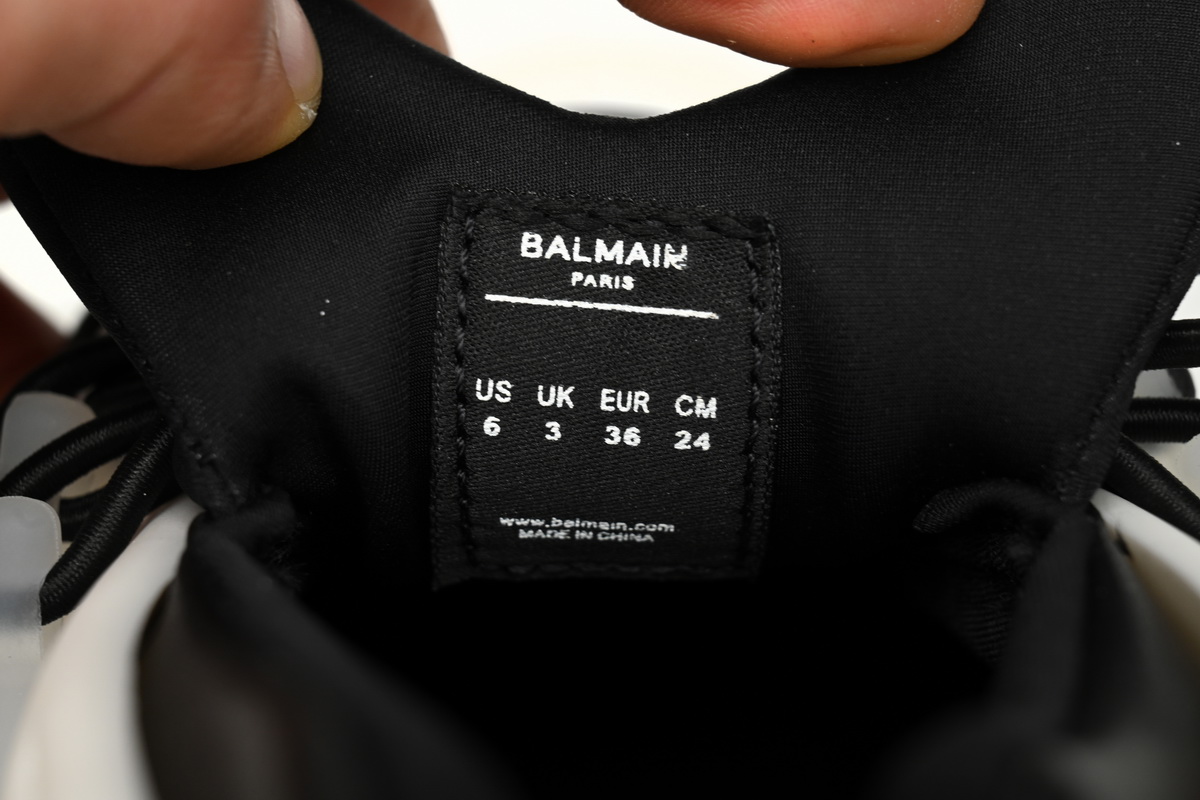 BALMAIN
PARIS
US UK EUR CM
6 3 36 24
www.balmain.com
MADE IN CHINA